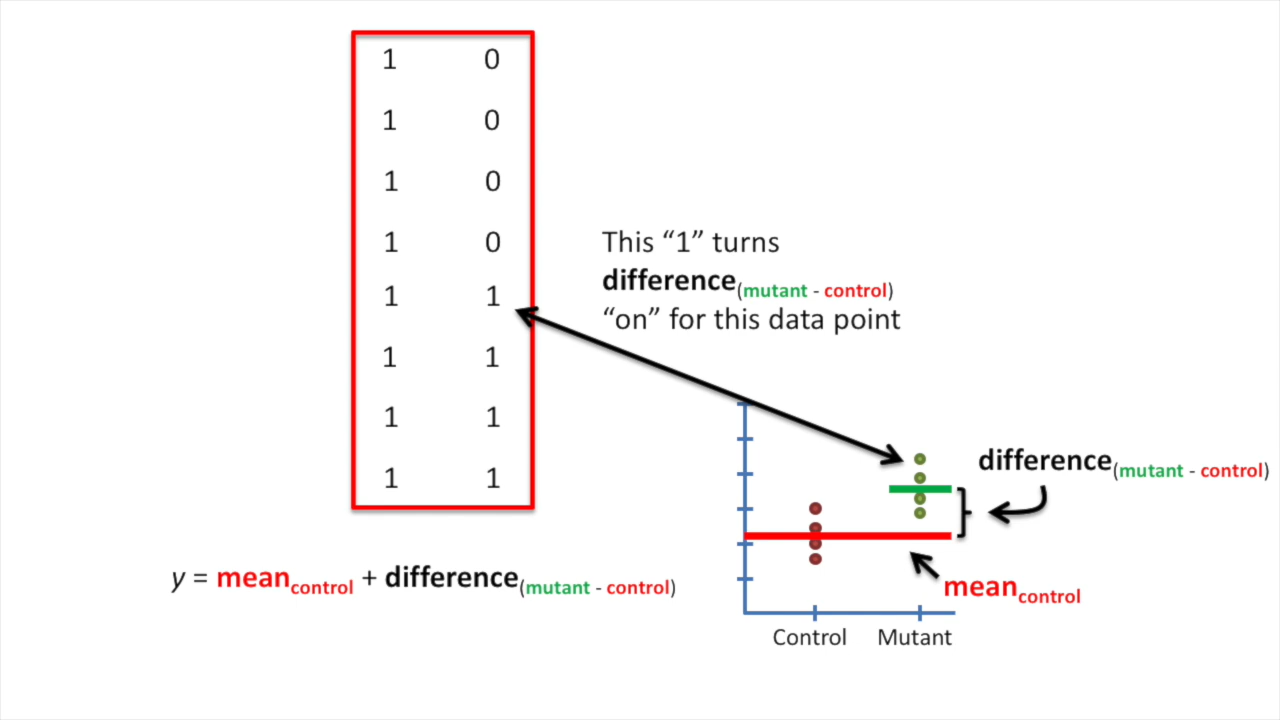 1 0
1 0
1 0
1 0
1 1
1 1
1 1
1 1
This “1” turns
difference(mutant - control)
“on” for this data point
difference(mutant - control)
y = meancontrol + difference(mutant - control)
meancontrol
Control Mutant